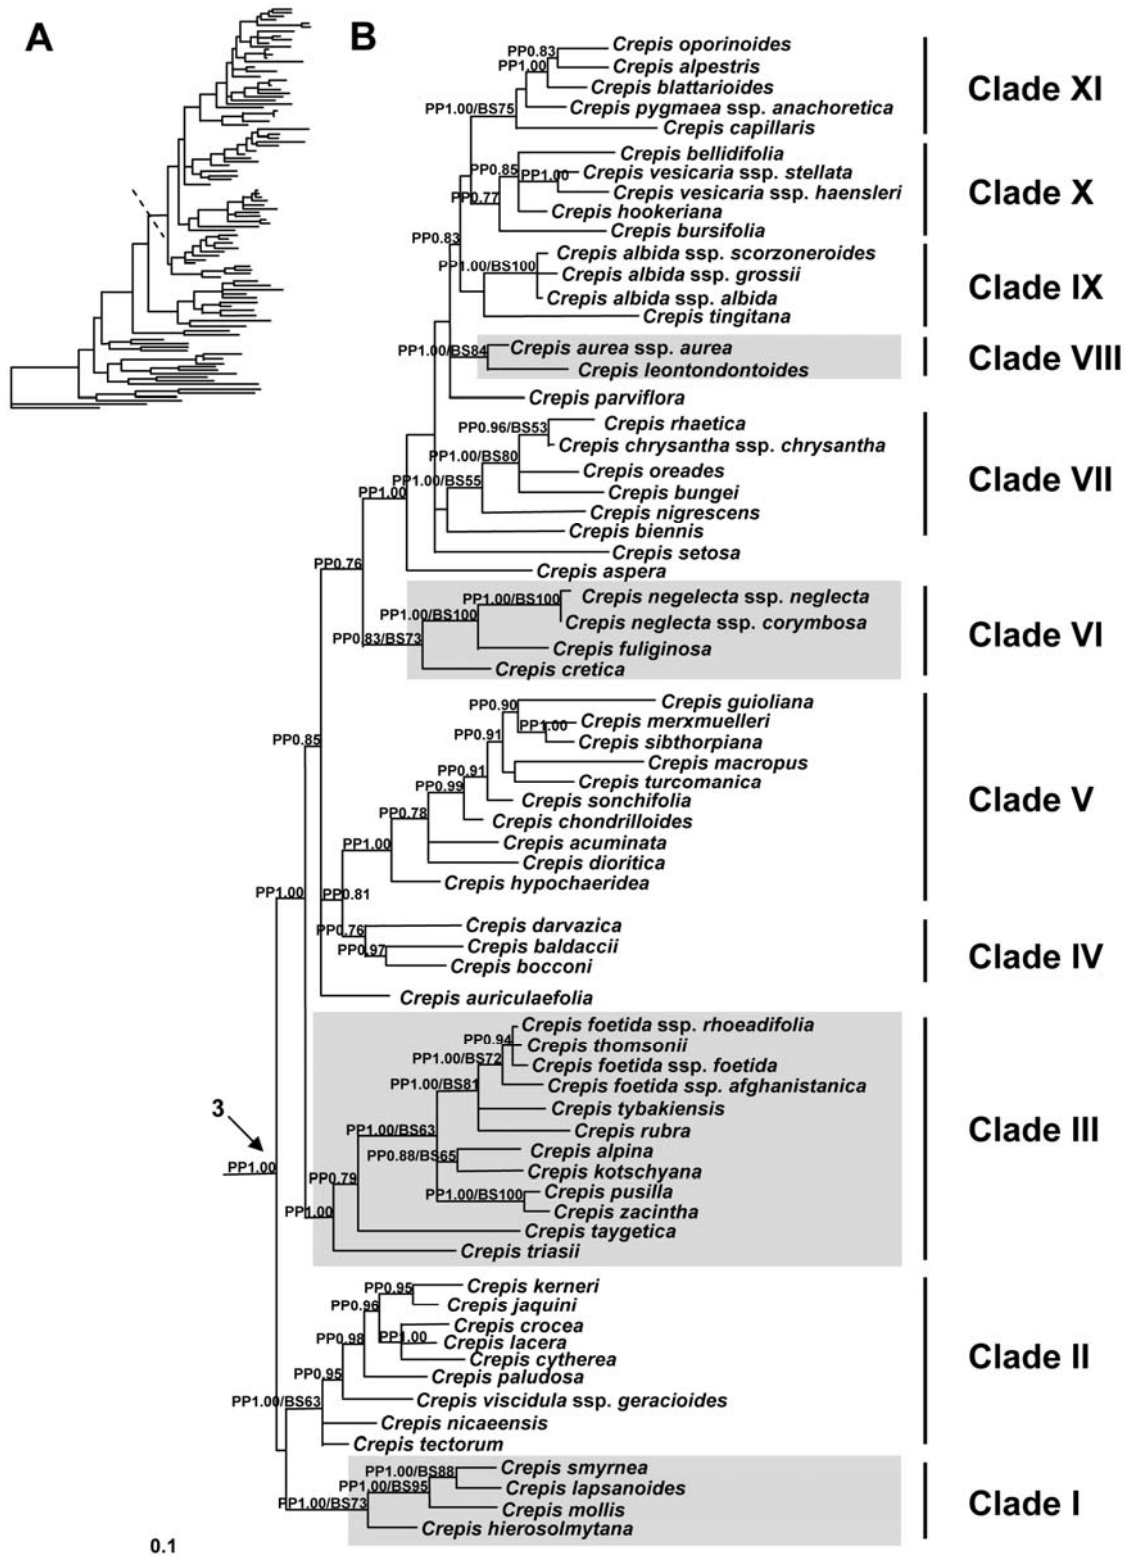 A
B
PP0.83
Crepis oporinoides
PP1.00
Crepis alpestris
Crepis blattarioides
Clade XI
PP1.00/BS75
Crepis pygmaea ssp. anachoretica
Crepis capillaris
Crepis bellidifolia
PP0.85
PP1.00
Crepis vesicaria ssp. stellata
Crepis vesicaria ssp. haensleri
Clade X
PP0.77
Crepis hookeriana
Crepis bursifolia
PP0.83
Crepis albida ssp. scorzoneroides
PP1.00/BS100
Crepis albida ssp. grossii
Clade IX
Crepis albida ssp. albida
Crepis tingitana
PP1.00/BS84
Crepis aurea ssp. aurea
Clade VIII
Crepis leontondontoides
Crepis parviflora
PP0.96/BS53
Crepis rhaetica
Crepis chrysantha ssp. chrysantha
PP1.00/BS80
Crepis oreades
Clade VII
PP1.00/BS55
PP1.00
Crepis bungei
Crepis nigrescens
Crepis biennis
Crepis setosa
PP0.76
Crepis aspera
PP1.00/BS100
Crepis negelecta ssp. neglecta
PP1.00/BS100
Crepis neglecta ssp. corymbosa
Clade VI
PP0.83/BS73
Crepis fuliginosa
Crepis cretica
PP0.90
Crepis guioliana
PP1.00
Crepis merxmuelleri
PP0.85
PP0.91
Crepis sibthorpiana
Crepis macropus
PP0.91
Crepis turcomanica
PP0.99
Crepis sonchifolia
Clade V
PP0.78
Crepis chondrilloides
PP1.00
Crepis acuminata
Crepis dioritica
Crepis hypochaeridea
PP1.00
PP0.81
PP0.76
Crepis darvazica
PP0.97
Crepis baldaccii
Clade IV
Crepis bocconi
Crepis auriculaefolia
Crepis foetida ssp. rhoeadifolia
PP0.94
Crepis thomsonii
PP1.00/BS72
Crepis foetida ssp. foetida
PP1.00/BS81
Crepis foetida ssp. afghanistanica
3
Crepis tybakiensis
PP1.00/BS63
Crepis rubra
Clade III
PP0.88/BS65
Crepis alpina
PP1.00
Crepis kotschyana
PP0.79
PP1.00/BS100
Crepis pusilla
PP1.00
Crepis zacintha
Crepis taygetica
Crepis triasii
PP0.95
Crepis kerneri
PP0.96
Crepis jaquini
Crepis crocea
PP0.98
PP1.00
Crepis lacera
Clade II
Crepis cytherea
PP0.95
Crepis paludosa
PP1.00/BS63
Crepis viscidula ssp. geracioides
Crepis nicaeensis
Crepis tectorum
PP1.00/BS88
Crepis smyrnea
PP1.00/BS95
Crepis lapsanoides
PP1.00/BS73
Crepis mollis
Clade I
Crepis hierosolmytana
0.1